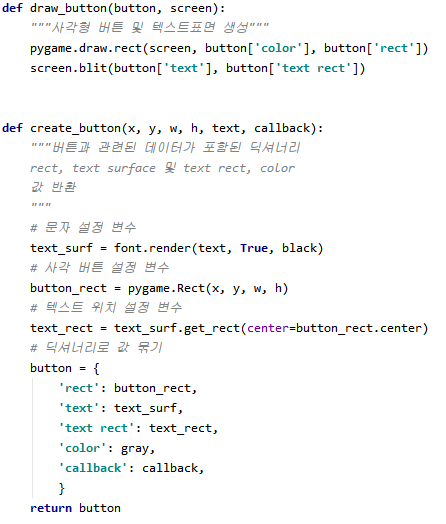 def draw_button(button, screen):
    """사각형 버튼 및 텍스트표면 생성"""
    pygame.draw.rect(screen, button['color'], button['rect'])
    screen.blit(button['text'], button['text rect'])
def create_button(x, y, w, h, text, callback):
    """버튼과 관련된 데이터가 포함된 딕셔너리
    rect, text surface 및 text rect, color
    값 반환
    """
    # 문자 설정 변수
    text_surf = font.render(text, True, black)
    # 사각 버튼 설정 변수
    button_rect = pygame.Rect(x, y, w, h)
    # 텍스트 위치 설정 변수
    text_rect = text_surf.get_rect(center=button_rect.center)
    # 딕셔너리로 값 묶기
    button = {
        'rect': button_rect,
        'text': text_surf,
        'text rect': text_rect,
        'color': gray,
        'callback': callback,
        }
    return button